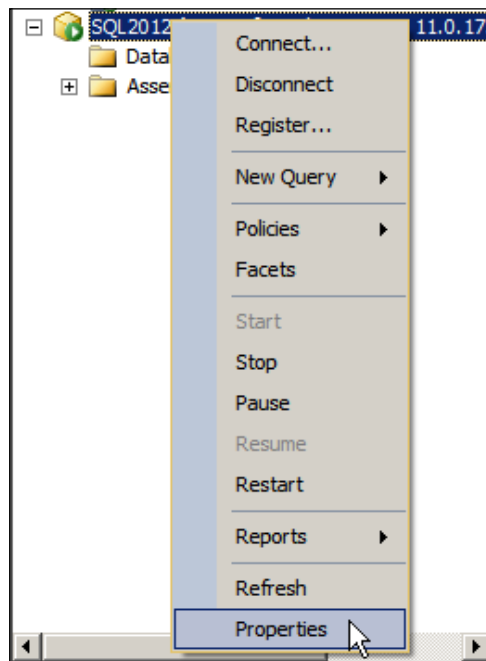 SQL2012 11.0.17
Data
Asse
Connect...
Disconnect
Register...
New Query
Policies
Facets
Start
Stop
Pause
Resume
Restart
Reports
Refresh
Properties